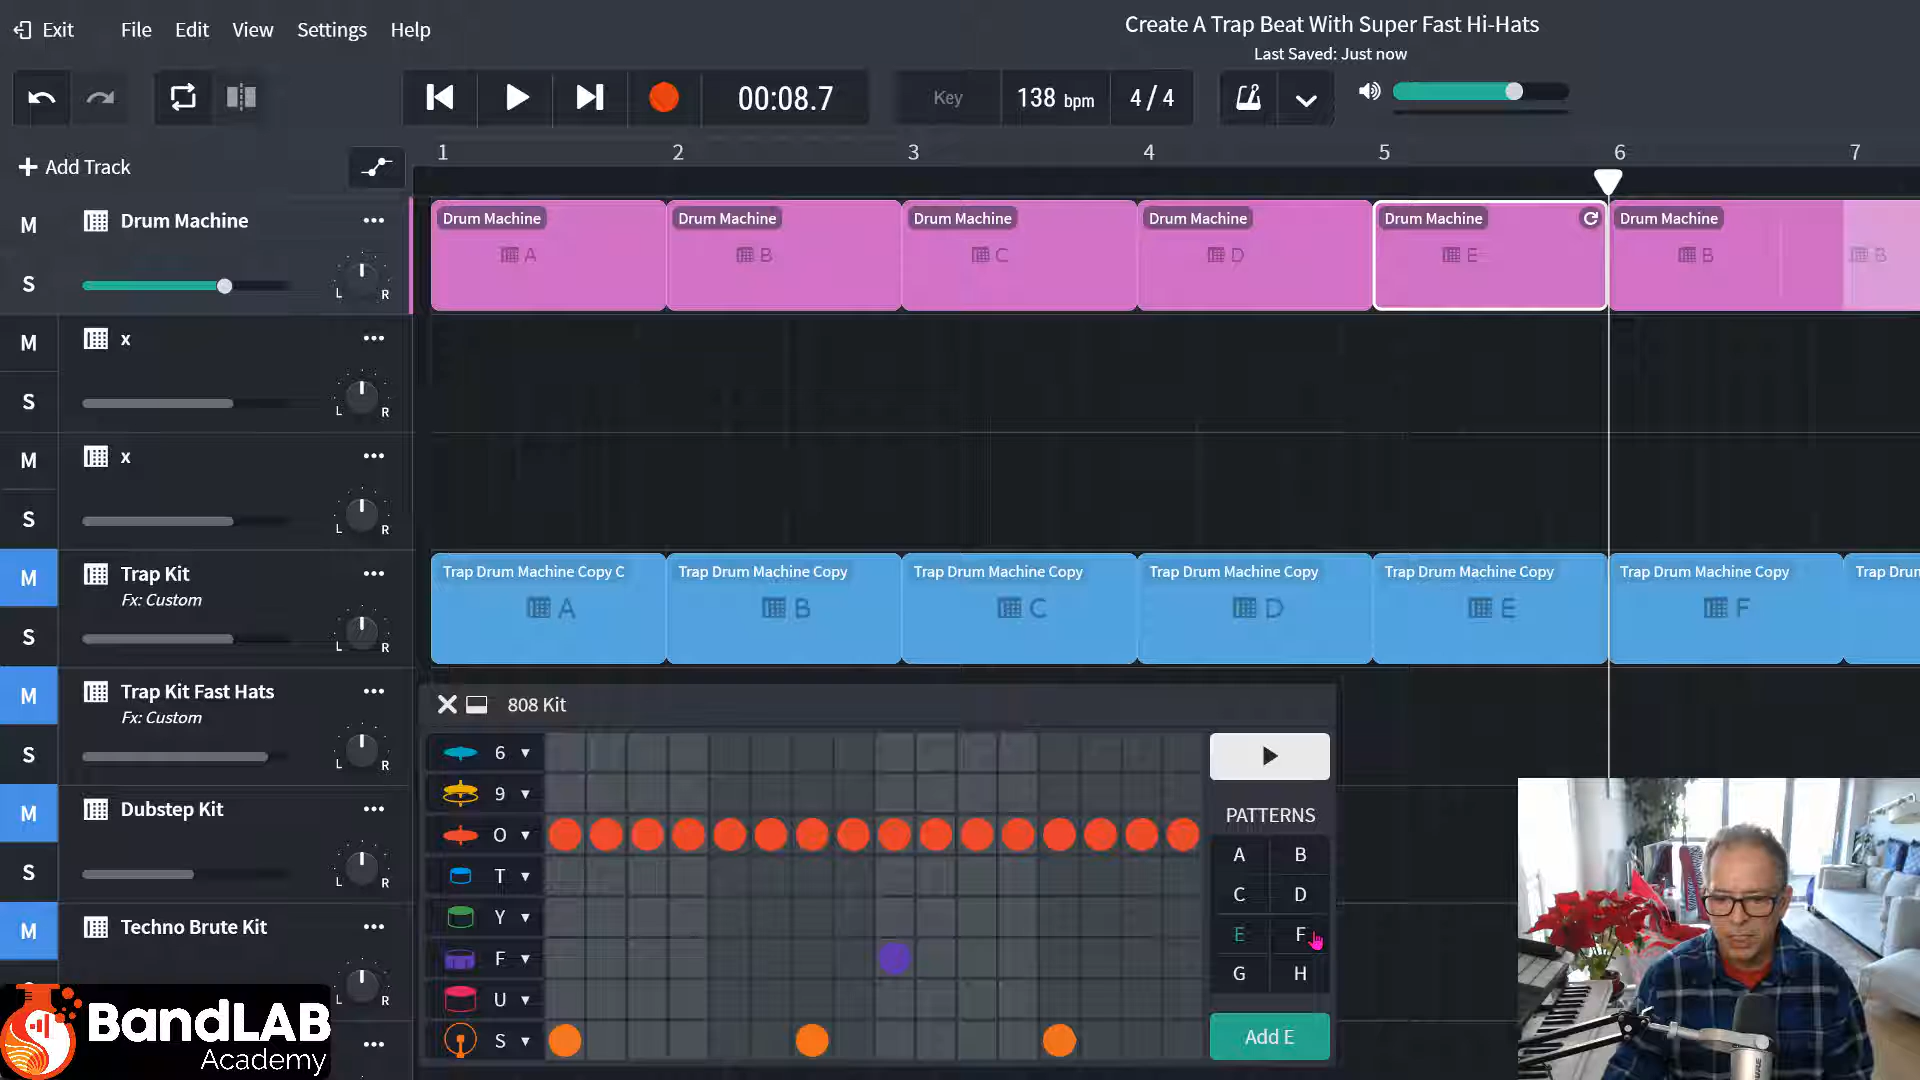 Exit File Edit View Settings Help
Create A Trap Beat With Super Fast Hi-Hats
Last Saved: Just now
00:08.7 Key 138 bpm 4 / 4
Add Track
1 2 3 4 5 6 7
M Drum Machine
S L R
Drum Machine Drum Machine Drum Machine Drum Machine Drum Machine Drum Machine
A B C D E B B
M x
S L R
M x
S L R
M Trap Kit
Fx: Custom
S L R
Trap Drum Machine Copy C Trap Drum Machine Copy Trap Drum Machine Copy Trap Drum Machine Copy Trap Drum Machine Copy Trap Drum Machine Copy Trap Drun
A B C D E F
M Trap Kit Fast Hats
Fx: Custom
S L R
M Dubstep Kit
S L R
M Techno Brute Kit
L R
808 Kit
6
9
O
T
Y
F
U
S
PATTERNS
A B
C D
E F
G H
Add E
BandLAB
Academy